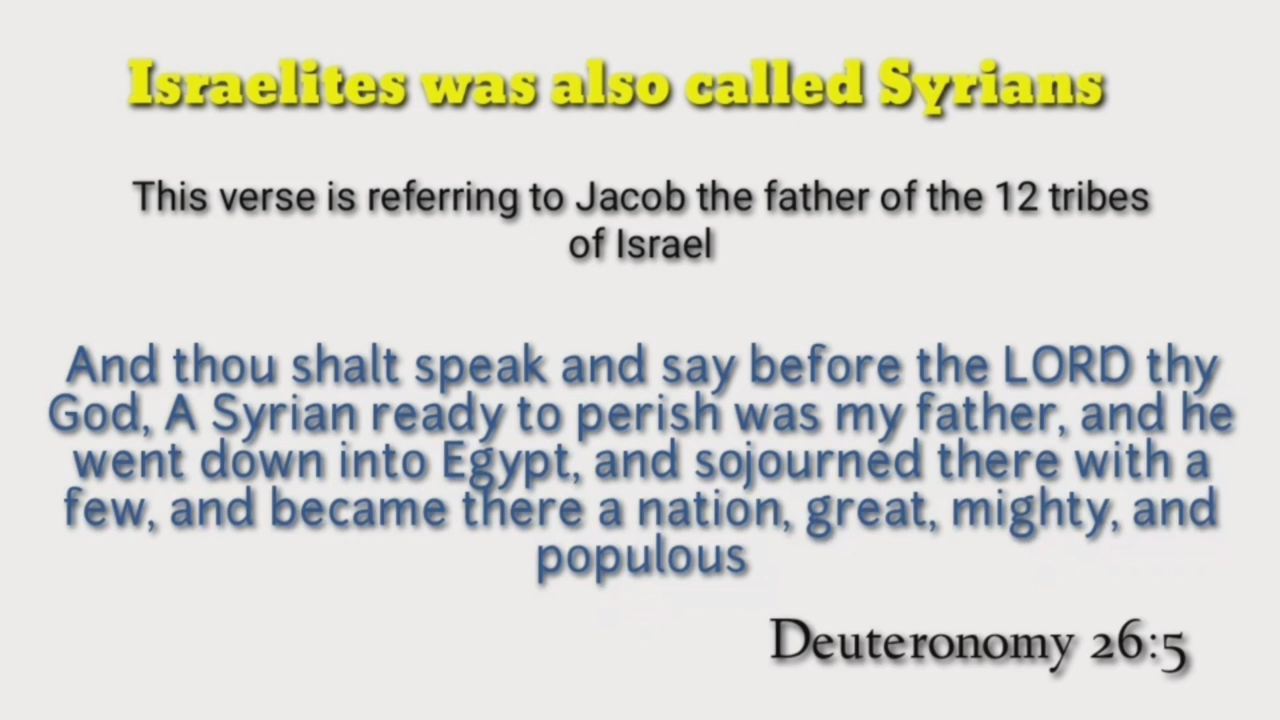 Israelites was also called Syrians
This verse is referring to Jacob the father of the 12 tribes
of Israel
And thou shalt speak and say before the LORD thy
God, A Syrian ready to perish was my father, and he
went down into Egypt, and sojourned there with a
few, and became there a nation, great, mighty, and
populous
Deuteronomy 26:5